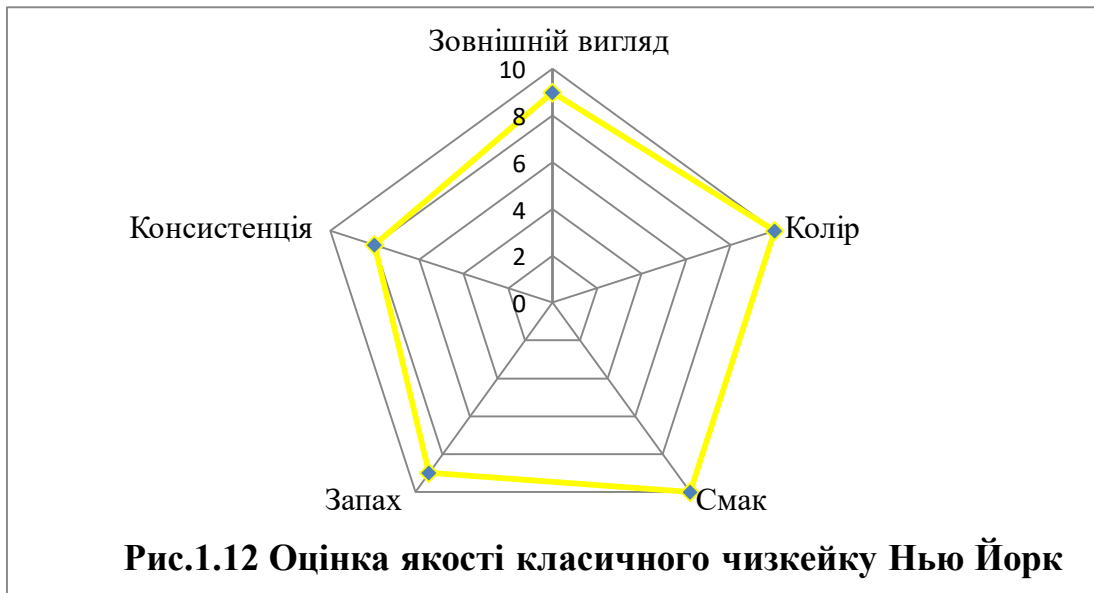 Зовнішній вигляд
10
8
6
4
2
0
Колір
Консистенція
Запах
Смак
Рис.1.12 Оцінка якості класичного чизкейку Нью Йорк